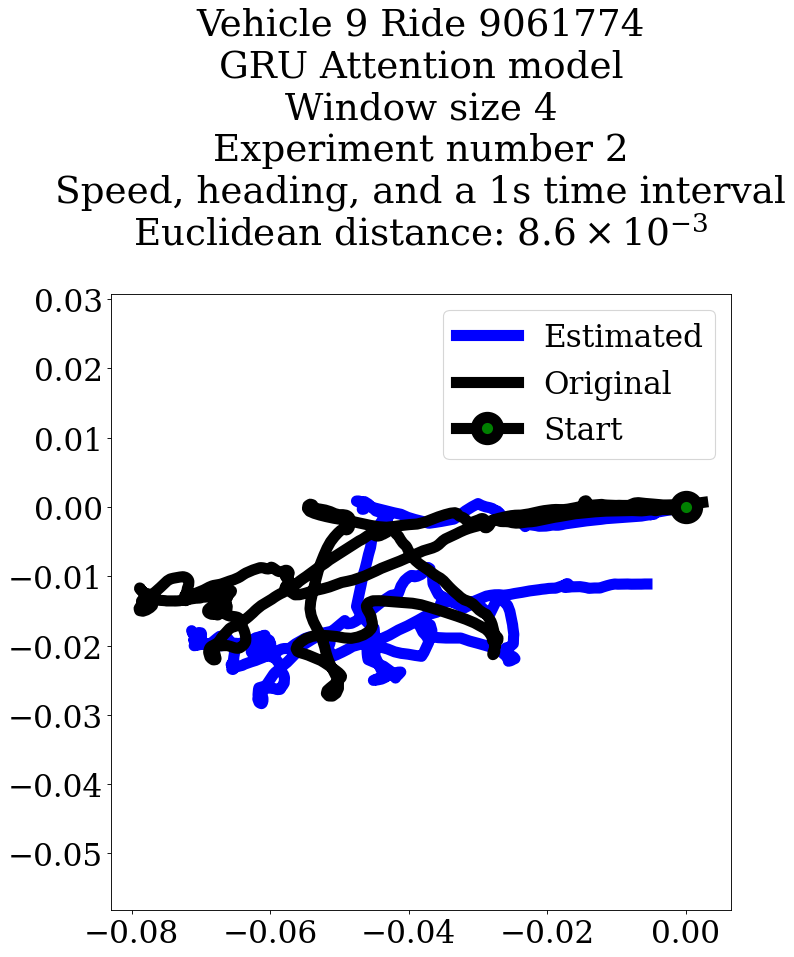 Vehicle 9 Ride 9061774
GRU Attention model
Window size 4
Experiment number 2
Speed, heading, and a 1s time interval
Euclidean distance: 8.6 × 10⁻³
0.03
Estimated
0.02
Original
0.01
Start
0.00
−0.01
−0.02
−0.03
−0.04
−0.05
−0.08 −0.06 −0.04 −0.02 0.00